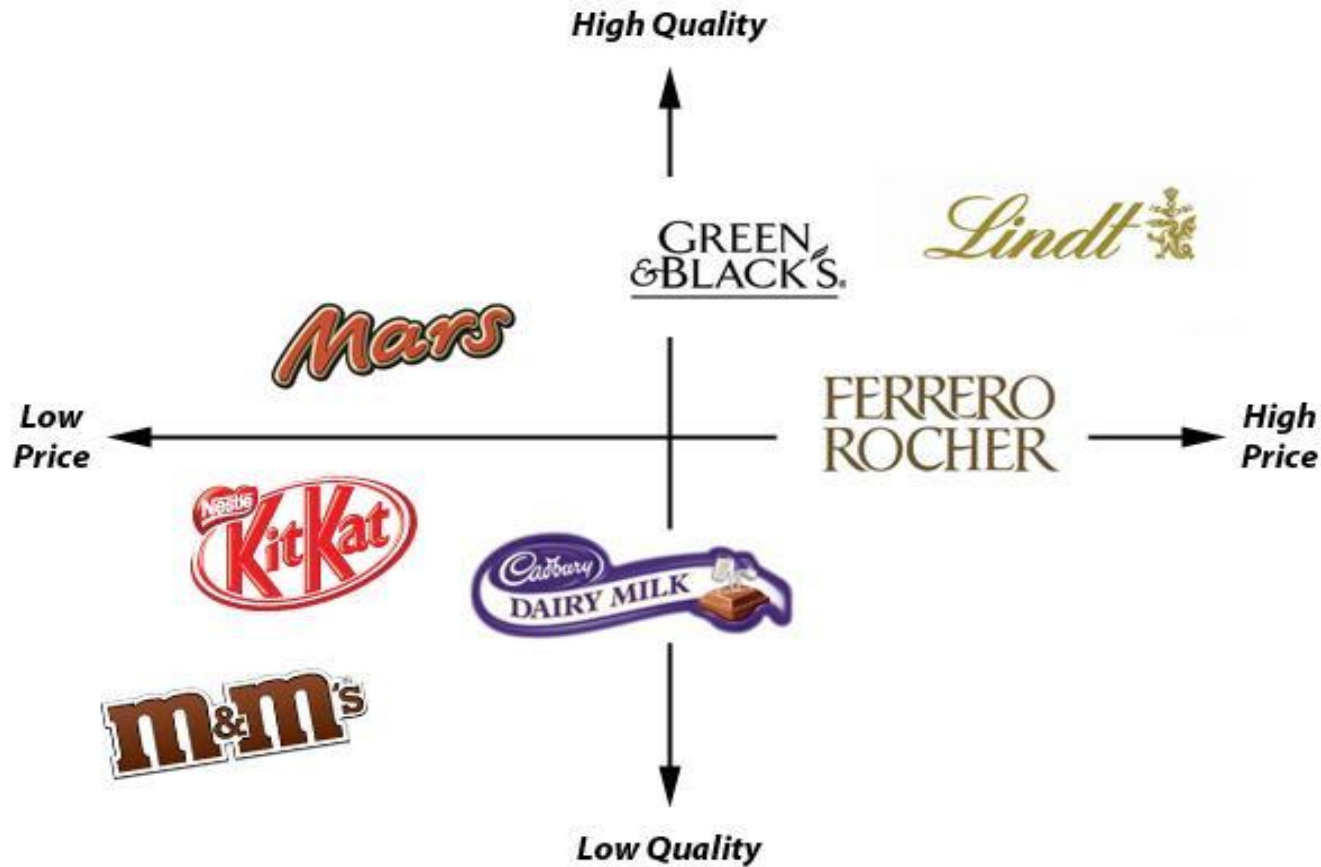 High Quality
Lindt
GREEN
&BLACK'S®
Mars
FERRERO
ROCHER
Low
Price
High
Price
Nestlé
KitKat
Cadbury
DAIRY MILK
m&m's
Low Quality